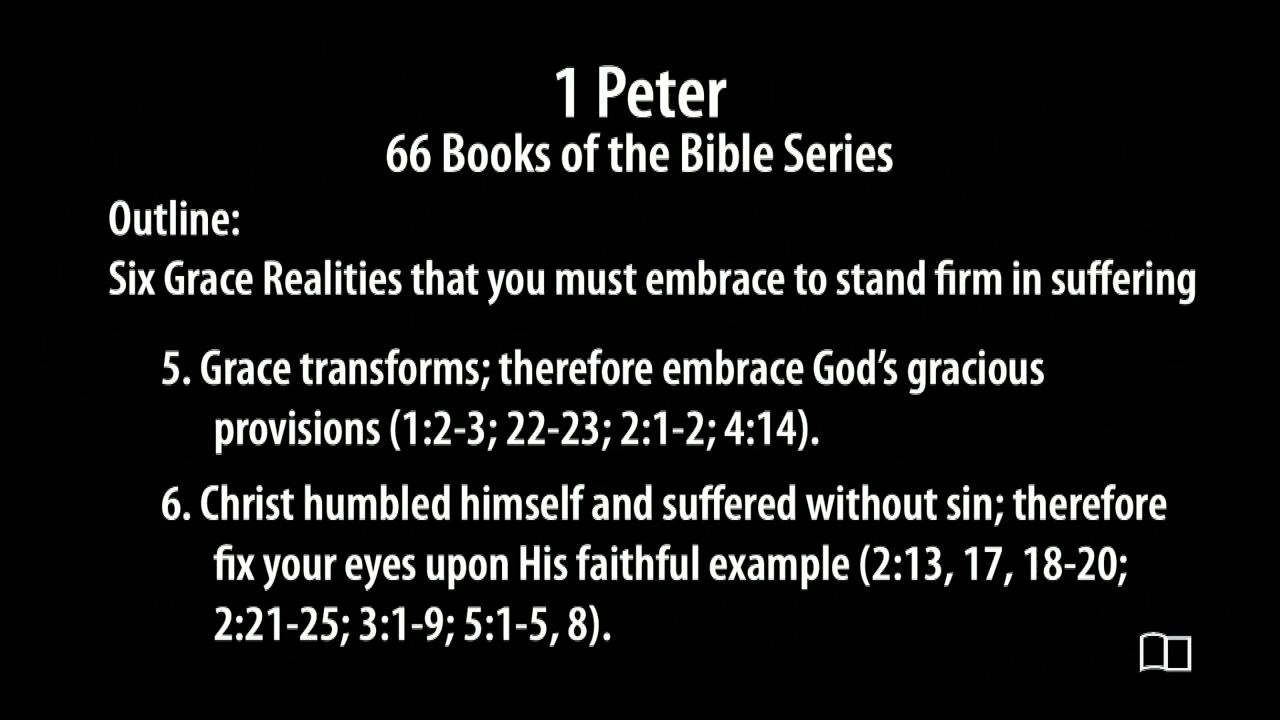 1 Peter
66 Books of the Bible Series
Outline:
Six Grace Realities that you must embrace to stand firm in suffering
5. Grace transforms; therefore embrace God’s gracious
provisions (1:2-3; 22-23; 2:1-2; 4:14).
6. Christ humbled himself and suffered without sin; therefore
fix your eyes upon His faithful example (2:13, 17, 18-20;
2:21-25; 3:1-9; 5:1-5, 8).